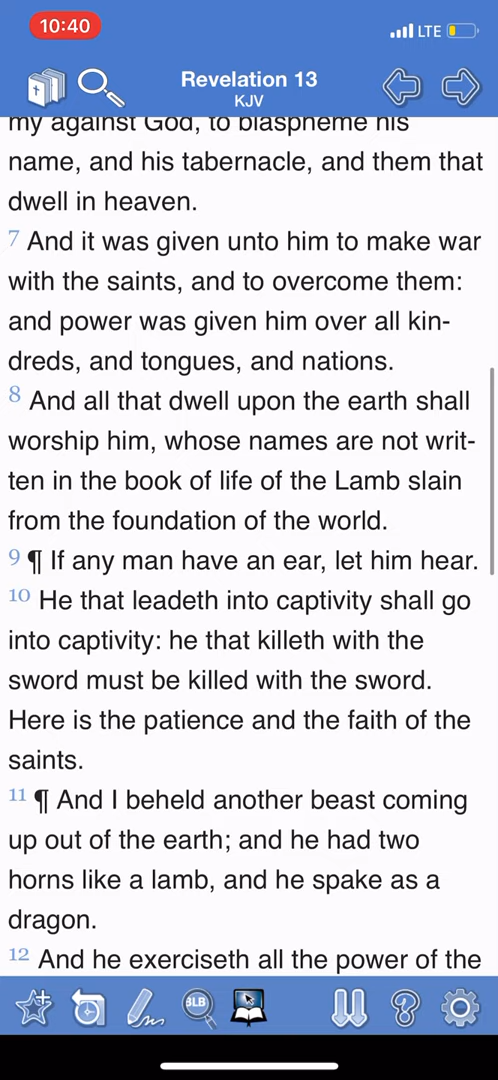 10:40
LTE
Revelation 13
KJV
my against God, to blaspheme his
name, and his tabernacle, and them that
dwell in heaven.
7 And it was given unto him to make war
with the saints, and to overcome them:
and power was given him over all kin-
dreds, and tongues, and nations.
8 And all that dwell upon the earth shall
worship him, whose names are not writ-
ten in the book of life of the Lamb slain
from the foundation of the world.
9 ¶ If any man have an ear, let him hear.
10 He that leadeth into captivity shall go
into captivity: he that killeth with the
sword must be killed with the sword.
Here is the patience and the faith of the
saints.
11 ¶ And I beheld another beast coming
up out of the earth; and he had two
horns like a lamb, and he spake as a
dragon.
12 And he exerciseth all the power of the
BLB